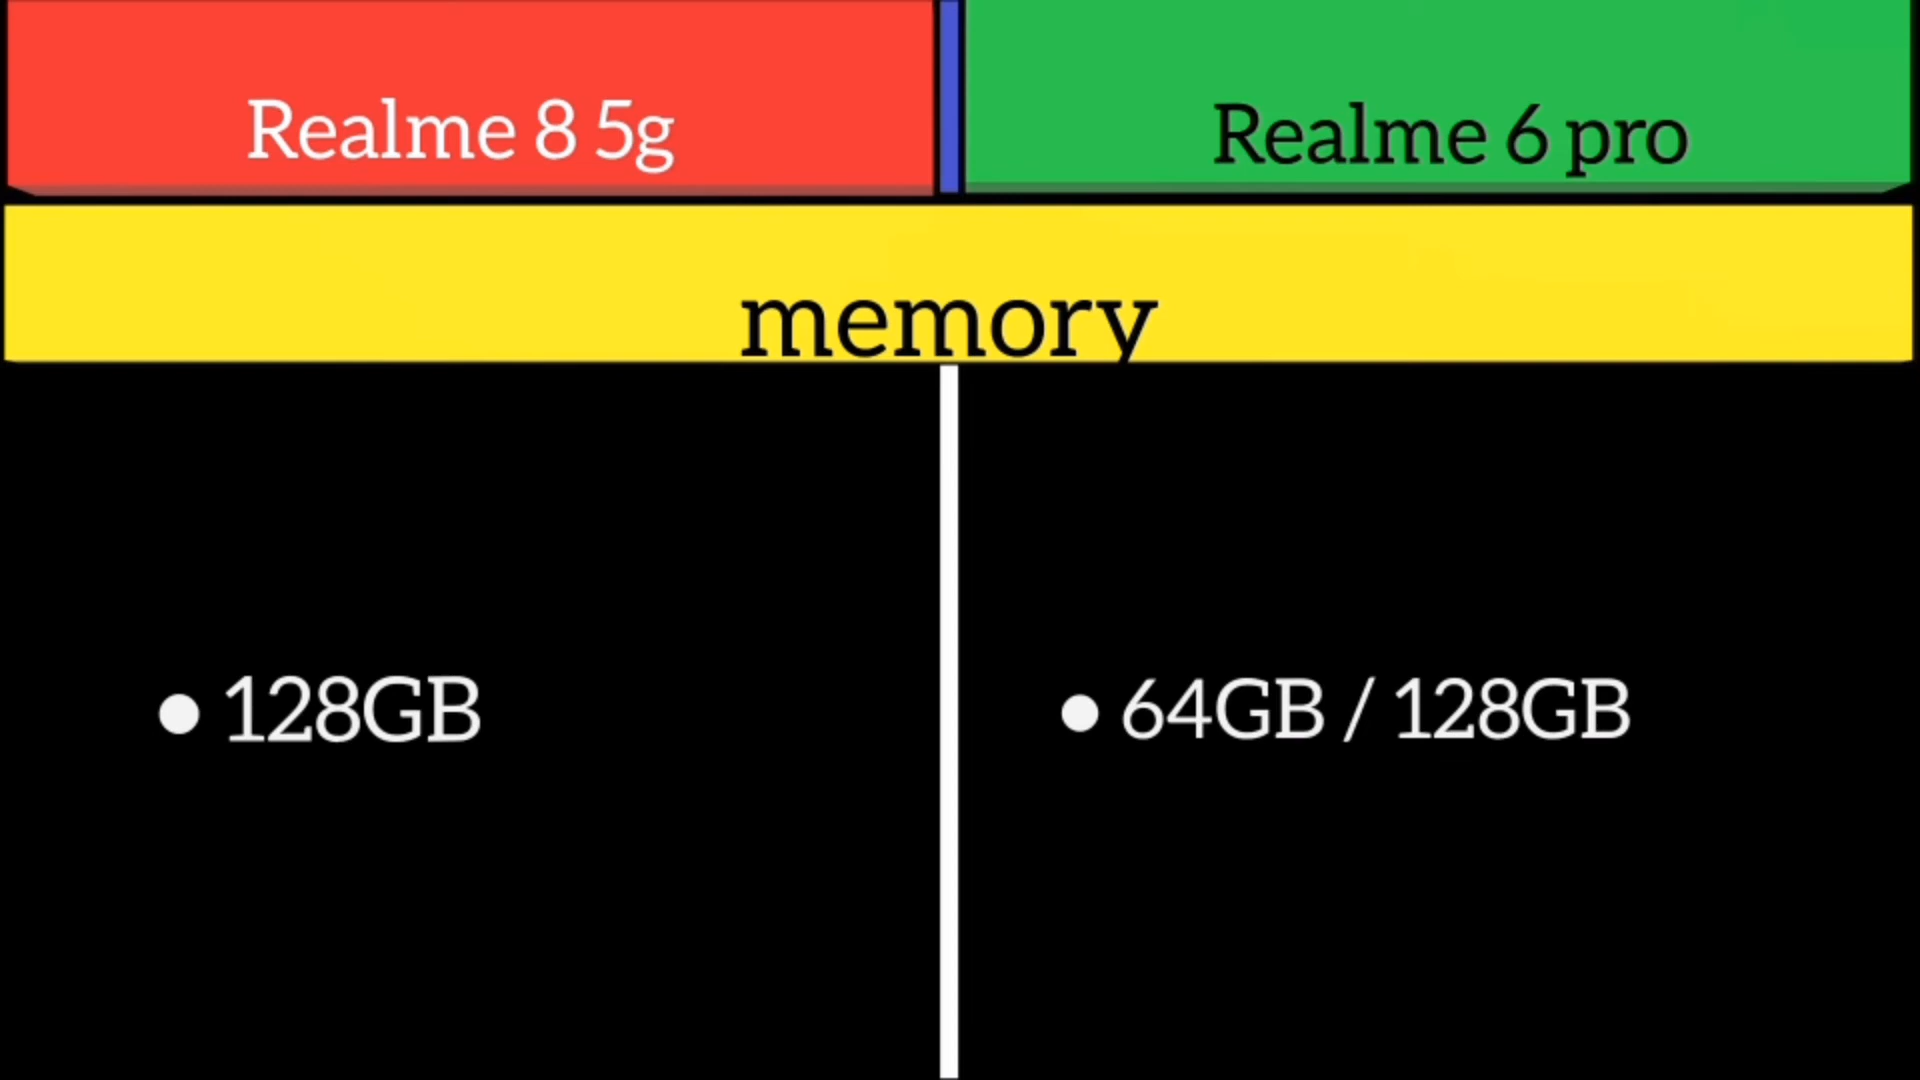 Realme 8 5g
Realme 6 pro
memory
● 128GB
● 64GB / 128GB